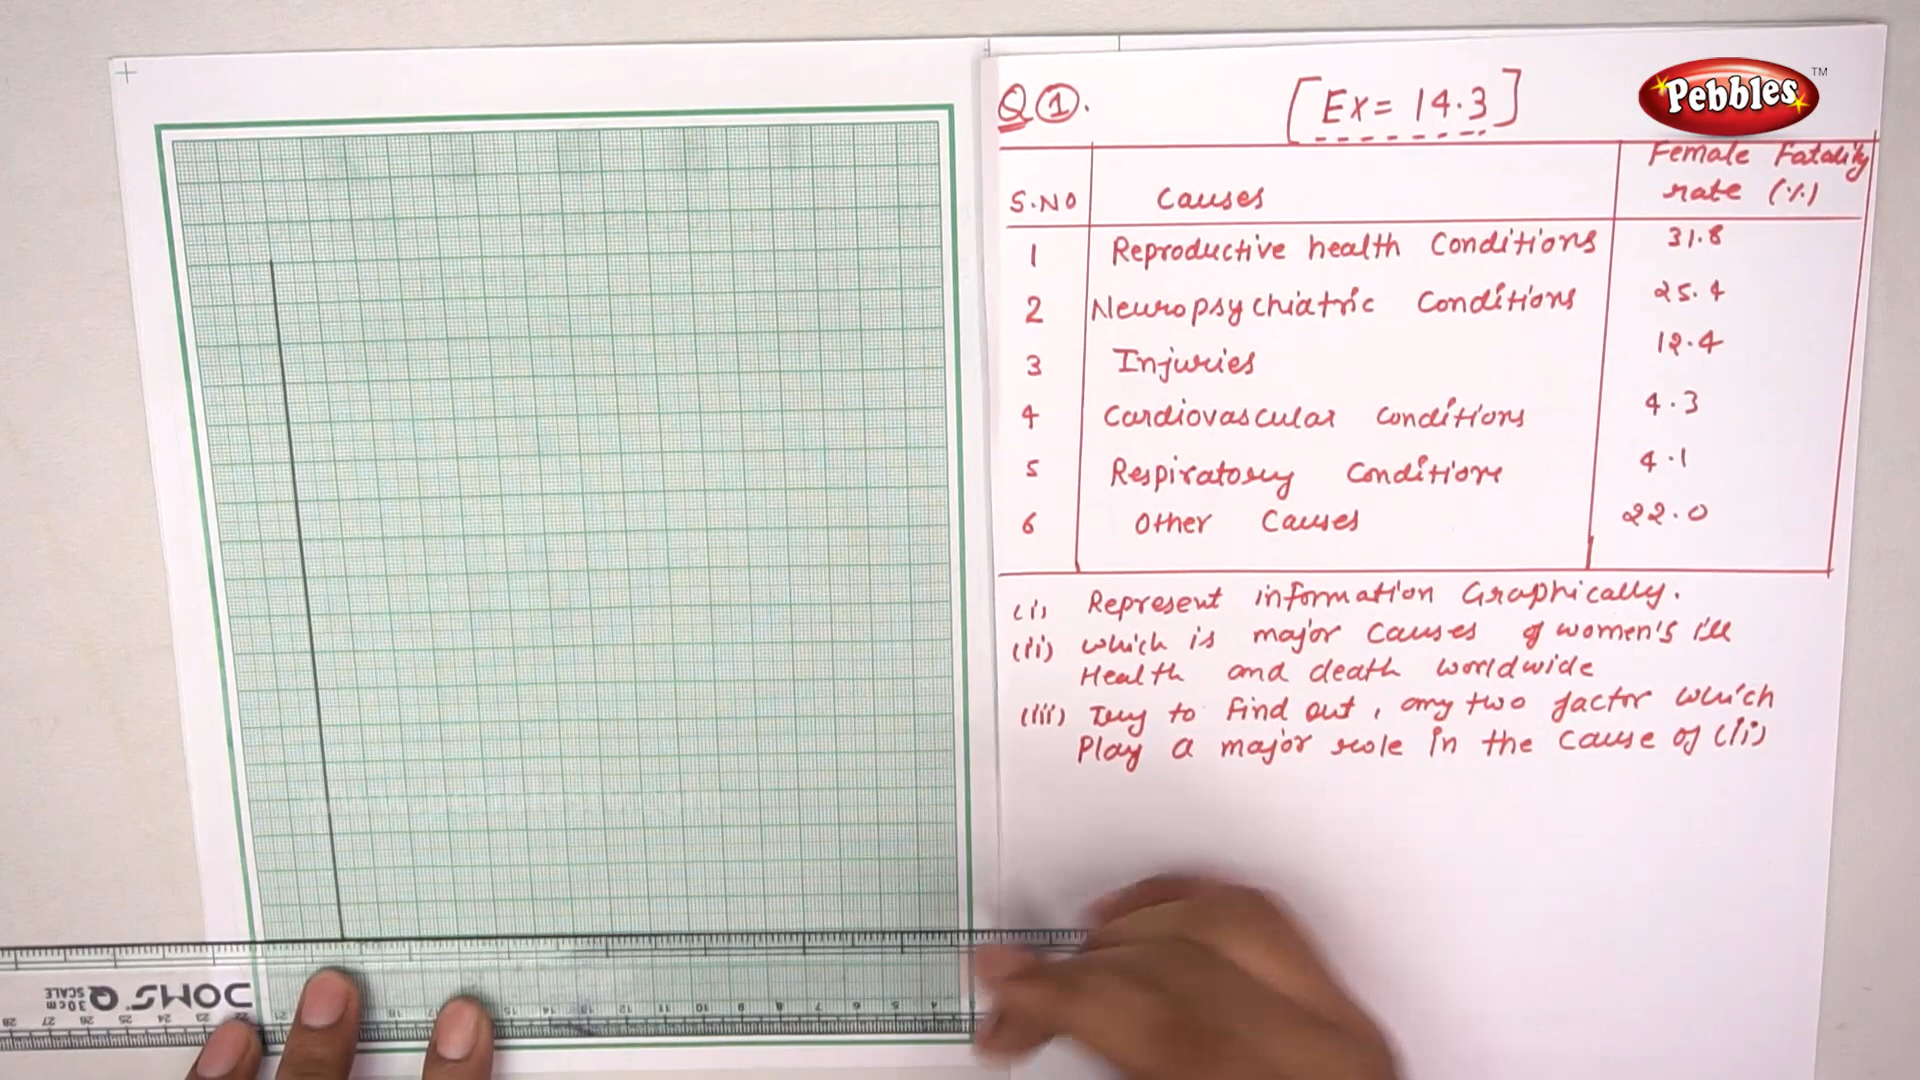 Pebbles™
Q ①.
[Ex= 14.3]
S.NO Causes Female Fatality rate (%)
1 Reproductive health Conditions 31.8
2 Neuropsychiatric Conditions 25.4
3 Injuries 12.4
4 Cardiovascular Conditions 4.3
5 Respiratory Conditions 4.1
6 Other Causes 22.0
(i) Represent information Graphically.
(ii) which is major Causes of women's ill
Health and death worldwide
(iii) Try to find out, any two factor which
Play a major role in the cause of (ii)
DOMS Q SCALE 30cm